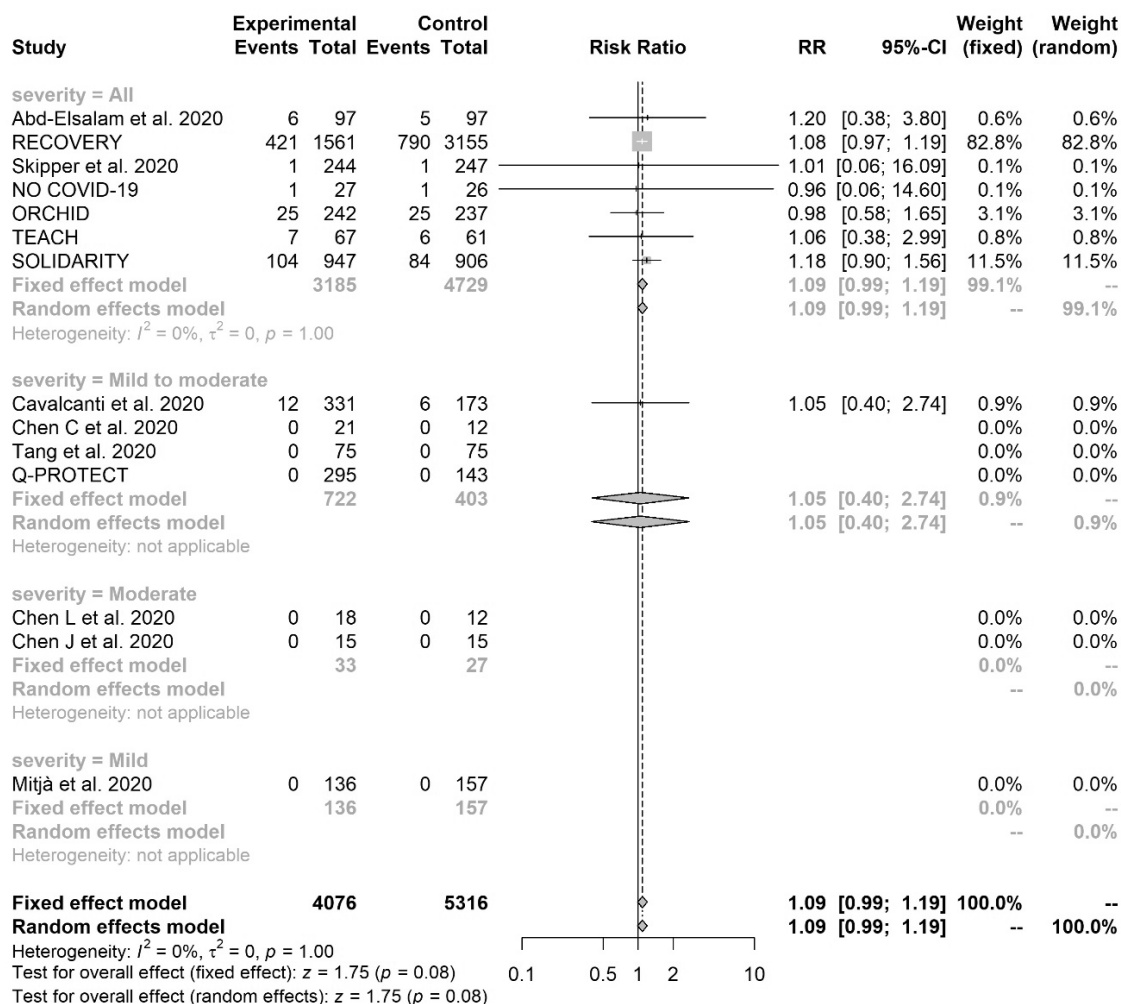 Experimental Control Weight Weight
Study Events Total Events Total Risk Ratio RR 95%-CI (fixed) (random)
severity = All
Abd-Elsalam et al. 2020 6 97 5 97 1.20 [0.38; 3.80] 0.6% 0.6%
RECOVERY 421 1561 790 3155 1.08 [0.97; 1.19] 82.8% 82.8%
Skipper et al. 2020 1 244 1 247 1.01 [0.06; 16.09] 0.1% 0.1%
NO COVID-19 1 27 1 26 0.96 [0.06; 14.60] 0.1% 0.1%
ORCHID 25 242 25 237 0.98 [0.58; 1.65] 3.1% 3.1%
TEACH 7 67 6 61 1.06 [0.38; 2.99] 0.8% 0.8%
SOLIDARITY 104 947 84 906 1.18 [0.90; 1.56] 11.5% 11.5%
Fixed effect model 3185 4729 1.09 [0.99; 1.19] 99.1% --
Random effects model 1.09 [0.99; 1.19] -- 99.1%
Heterogeneity: I² = 0%, τ² = 0, p = 1.00
severity = Mild to moderate
Cavalcanti et al. 2020 12 331 6 173 1.05 [0.40; 2.74] 0.9% 0.9%
Chen C et al. 2020 0 21 0 12 0.0% 0.0%
Tang et al. 2020 0 75 0 75 0.0% 0.0%
Q-PROTECT 0 295 0 143 0.0% 0.0%
Fixed effect model 722 403 1.05 [0.40; 2.74] 0.9% --
Random effects model 1.05 [0.40; 2.74] -- 0.9%
Heterogeneity: not applicable
severity = Moderate
Chen L et al. 2020 0 18 0 12 0.0% 0.0%
Chen J et al. 2020 0 15 0 15 0.0% 0.0%
Fixed effect model 33 27 0.0% --
Random effects model -- 0.0%
Heterogeneity: not applicable
severity = Mild
Mitjà et al. 2020 0 136 0 157 0.0% 0.0%
Fixed effect model 136 157 0.0% --
Random effects model -- 0.0%
Heterogeneity: not applicable
Fixed effect model 4076 5316 1.09 [0.99; 1.19] 100.0% --
Random effects model 1.09 [0.99; 1.19] -- 100.0%
Heterogeneity: I² = 0%, τ² = 0, p = 1.00
Test for overall effect (fixed effect): z = 1.75 (p = 0.08)
Test for overall effect (random effects): z = 1.75 (p = 0.08)
0.1 0.5 1 2 10